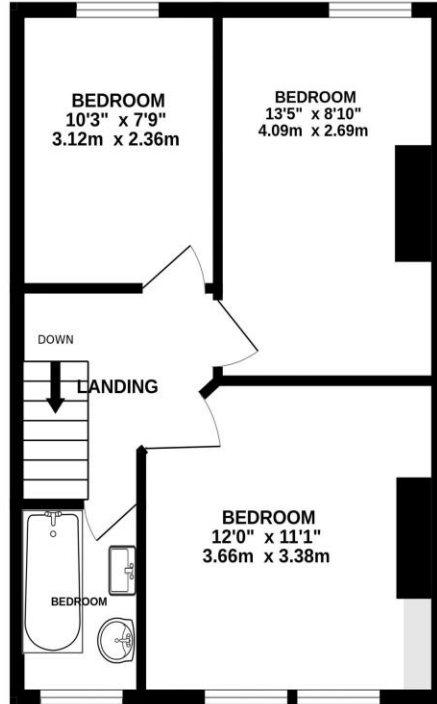 BEDROOM
10'3" x 7'9"
3.12m x 2.36m
BEDROOM
13'5" x 8'10"
4.09m x 2.69m
DOWN
LANDING
BEDROOM
12'0" x 11'1"
3.66m x 3.38m
BEDROOM